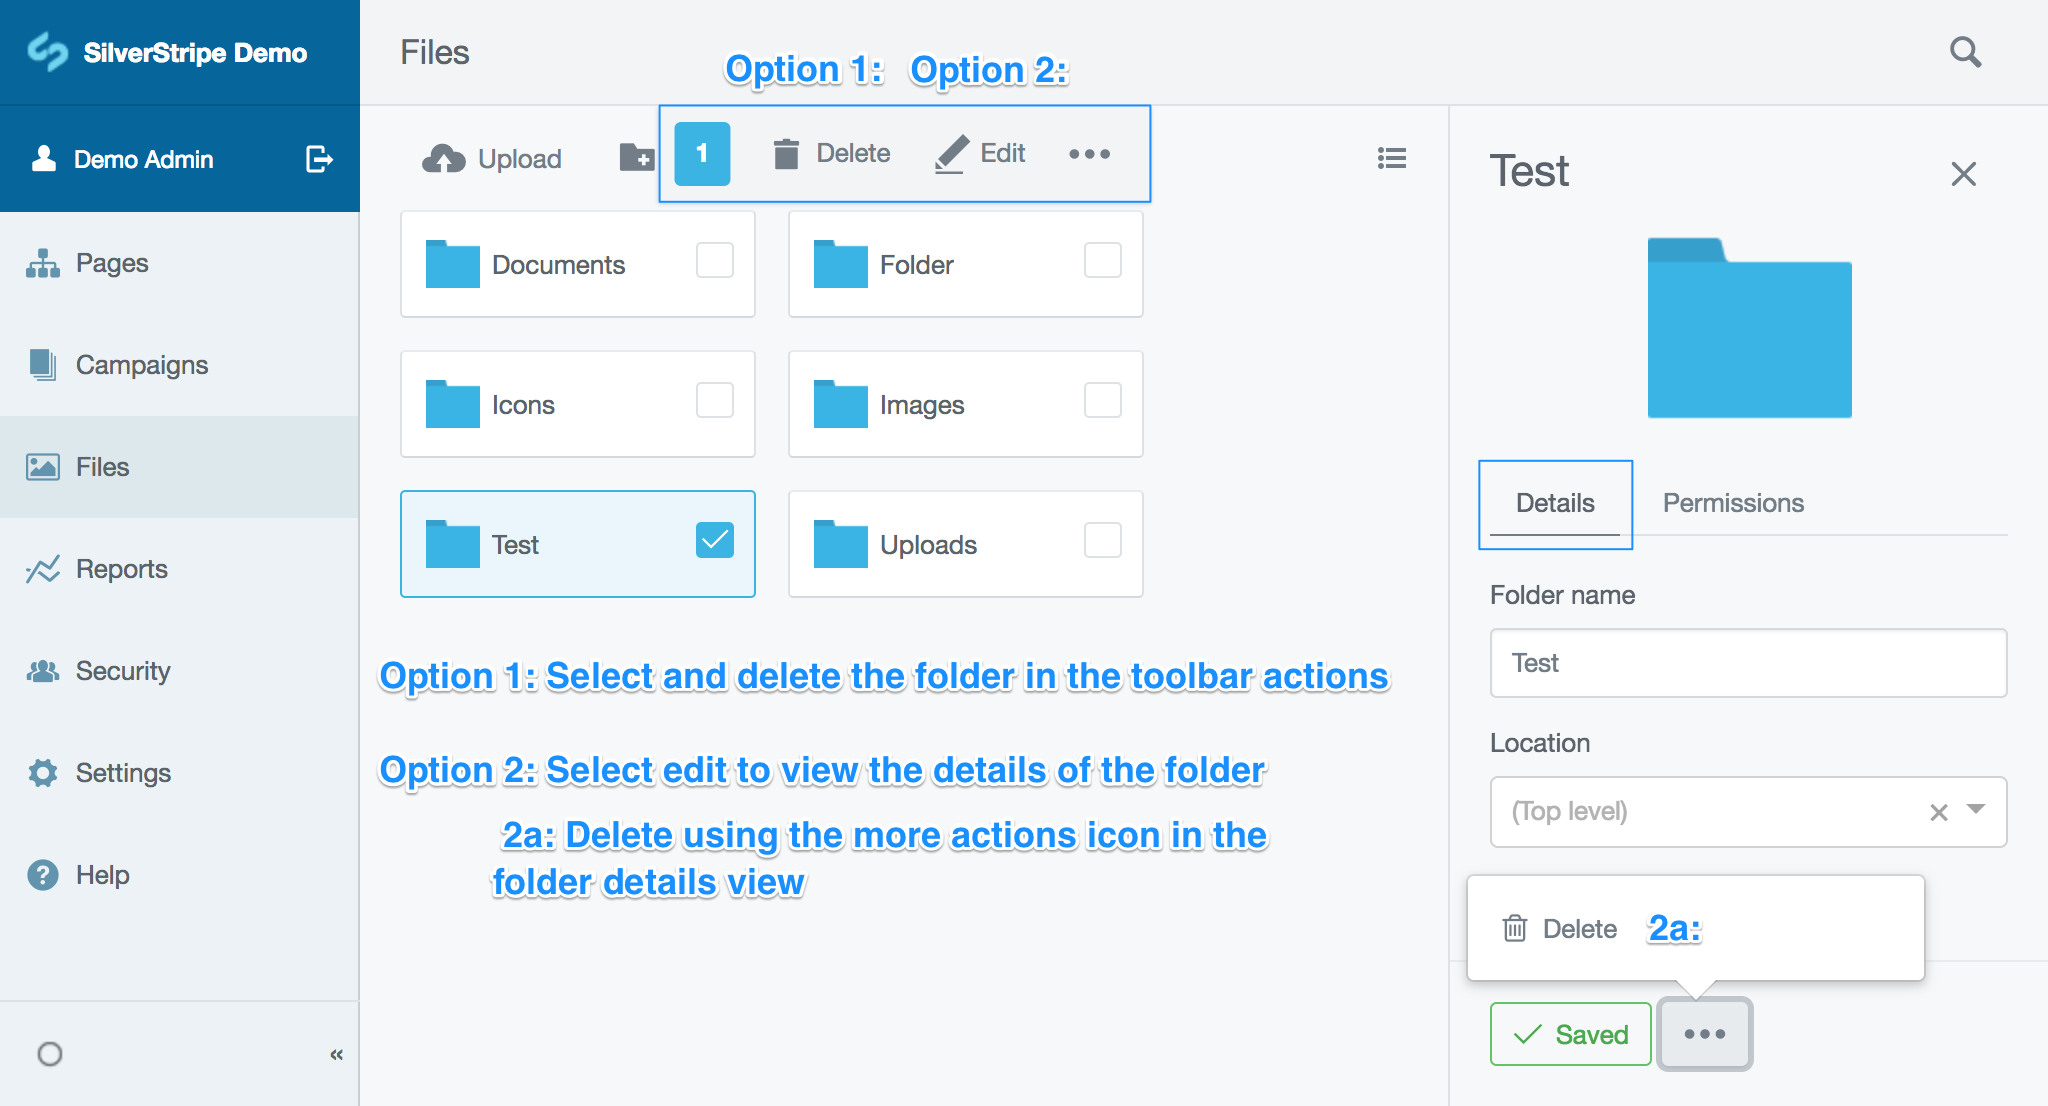 SilverStripe Demo
Files
Option 1: Option 2:
Demo Admin
Upload
1
Delete
Edit
Test
Pages
Documents
Folder
Campaigns
Icons
Images
Files
Details
Permissions
Test
Uploads
Reports
Folder name
Test
Security
Option 1: Select and delete the folder in the toolbar actions
Location
Settings
Option 2: Select edit to view the details of the folder
(Top level)
2a: Delete using the more actions icon in the
folder details view
Help
Delete
2a:
Saved
«